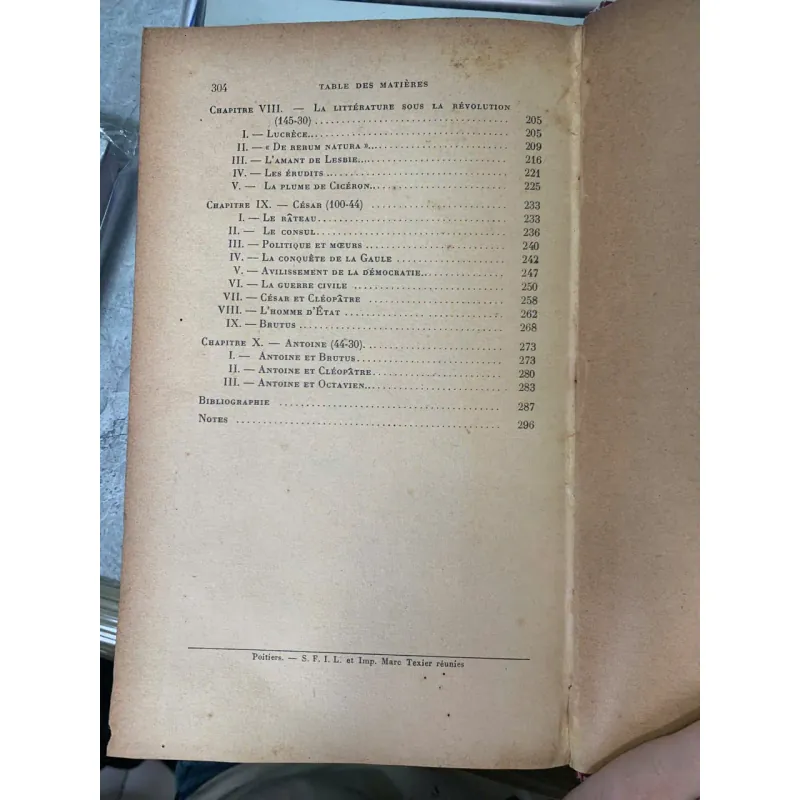 304 TABLE DES MATIÈRES
Chapitre VIII. — La littérature sous la révolution
(145-30) 205
I. — Lucrèce 205
II. — « De rerum natura » 209
III. — L'amant de Lesbie 216
IV. — Les érudits 221
V. — La plume de Cicéron 225
Chapitre IX. — César (100-44) 233
I. — Le râteau 233
II. — Le consul 236
III. — Politique et mœurs 240
IV. — La conquête de la Gaule 242
V. — Avilissement de la démocratie 247
VI. — La guerre civile 250
VII. — César et Cléopâtre 258
VIII. — L'homme d'État 262
IX. — Brutus 268
Chapitre X. — Antoine (44-30) 273
I. — Antoine et Brutus 273
II. — Antoine et Cléopâtre 280
III. — Antoine et Octavien 283
Bibliographie 287
Notes 296
Poitiers. — S. F. I. L. et Imp. Marc Texier réunies